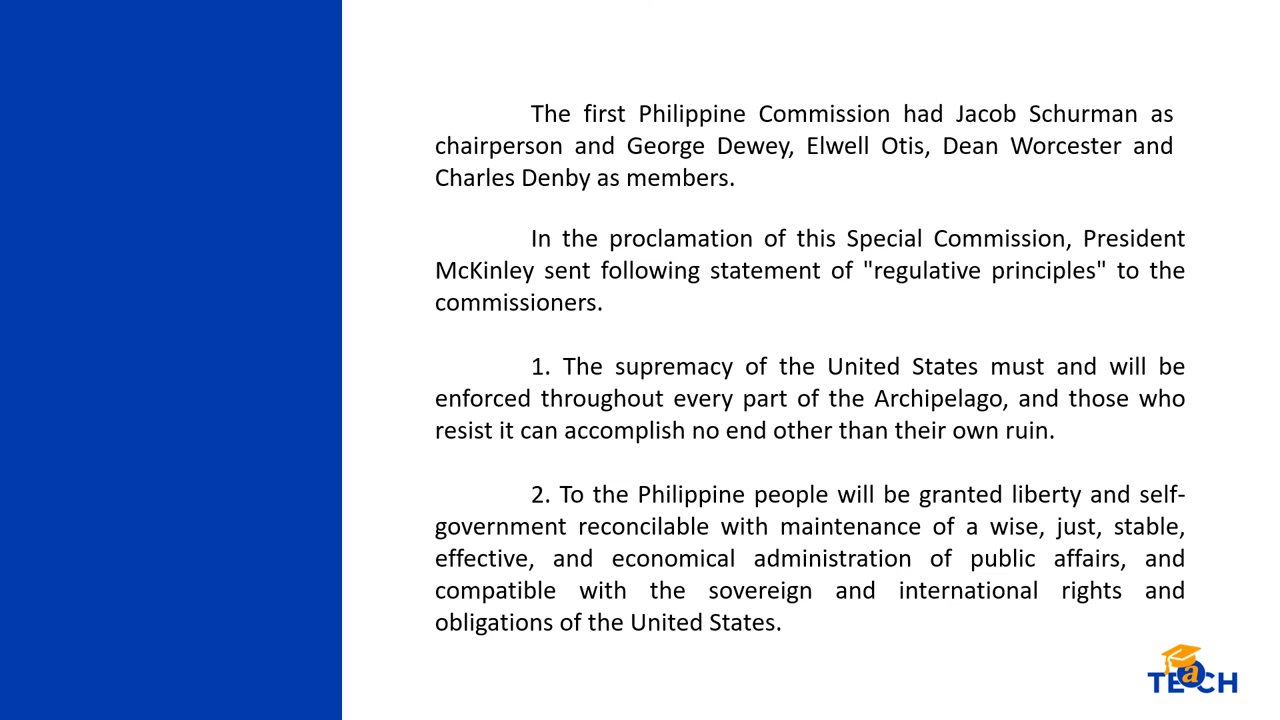 The first Philippine Commission had Jacob Schurman as
chairperson and George Dewey, Elwell Otis, Dean Worcester and
Charles Denby as members.
In the proclamation of this Special Commission, President
McKinley sent following statement of "regulative principles" to the
commissioners.
1. The supremacy of the United States must and will be
enforced throughout every part of the Archipelago, and those who
resist it can accomplish no end other than their own ruin.
2. To the Philippine people will be granted liberty and self-
government reconcilable with maintenance of a wise, just, stable,
effective, and economical administration of public affairs, and
compatible with the sovereign and international rights and
obligations of the United States.
TEaCH